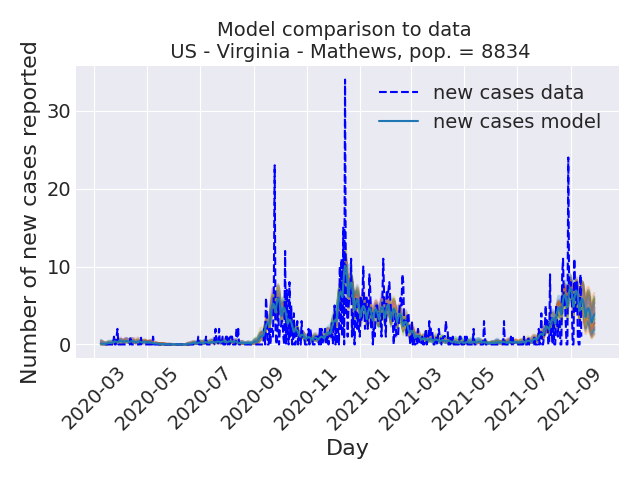 Model comparison to data
US - Virginia - Mathews, pop. = 8834
Number of new cases reported
30
20
10
0
new cases data
new cases model
2020-03
2020-05
2020-07
2020-09
2020-11
2021-01
2021-03
2021-05
2021-07
2021-09
Day